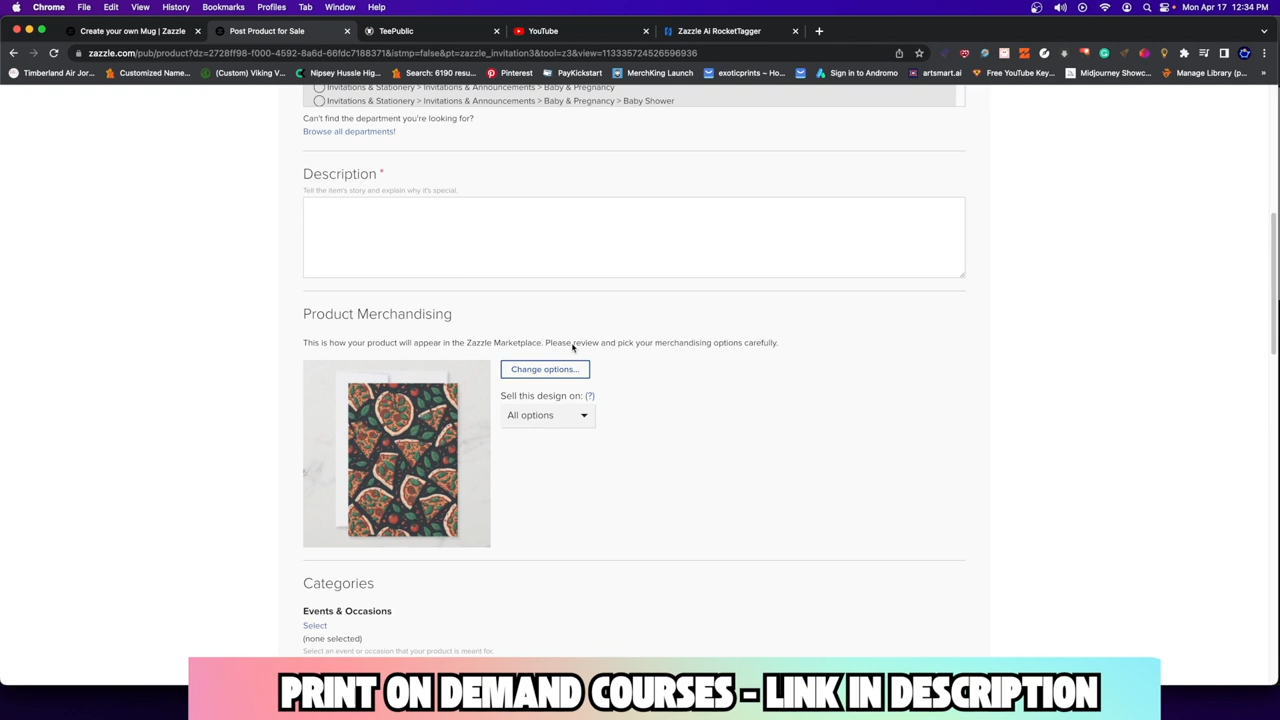 Chrome File Edit View History Bookmarks Profiles Tab Window Help Fri Apr 7 12:34 PM
Create your own Mug | Zazzle Post Product for Sale TeePublic YouTube Zazzle Ai RocketTagger
zazzle.com/pub/product?dz=2728ff98-f000-4592-8a6d-66fdc7188371&istmp=false&pt=zazzle_invitation3&tool=z3&view=113335724526596936
Timberland Air Jor... Customized Name... (Custom) Viking V... Nipsey Hussle Hig... Search: 6190 resu... Pinterest PayKickstart MerchKing Launch exoticprints – Ho... Sign in to Andromo artsmart.ai Free YouTube Key... Midjourney Showc... Manage Library (p...
Invitations & Stationery > Invitations & Announcements > Baby & Pregnancy
Invitations & Stationery > Invitations & Announcements > Baby & Pregnancy > Baby Shower
Can't find the department you're looking for?
Browse all departments!
Description *
Tell the item's story and explain why it's special.
Product Merchandising
This is how your product will appear in the Zazzle Marketplace. Please review and pick your merchandising options carefully.
Change options...
Sell this design on: (?)
All options
Categories
Events & Occasions
Select
(none selected)
Select an event or occasion that your product is meant for.
PRINT ON DEMAND COURSES - LINK IN DESCRIPTION